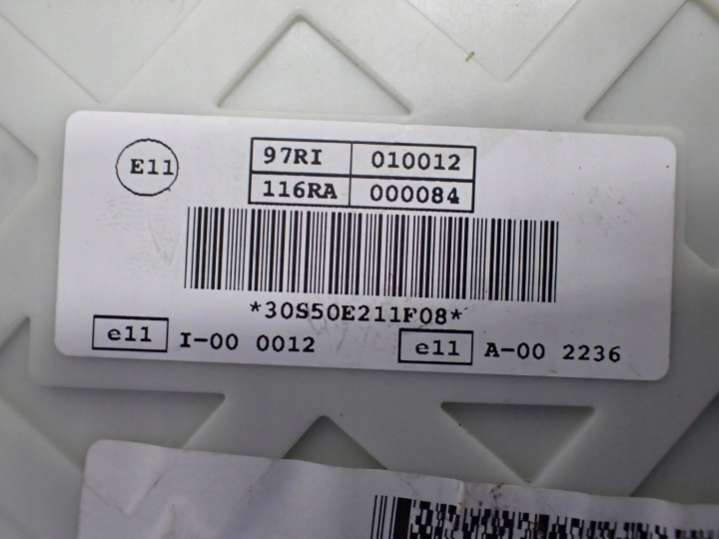 E11
97RI 010012
116RA 000084
*30S50E211F08*
e11 I-00 0012
e11 A-00 2236